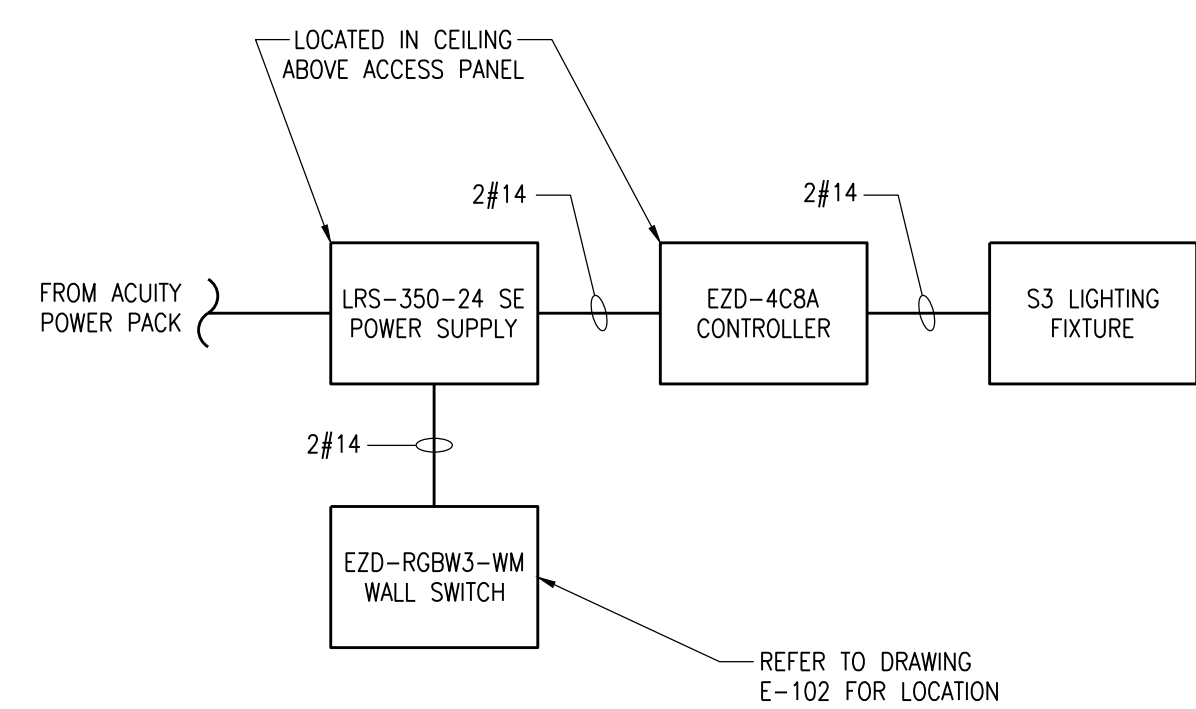 LOCATED IN CEILING
ABOVE ACCESS PANEL
2#14
2#14
FROM ACUITY
POWER PACK
LRS-350-24 SE
POWER SUPPLY
EZD-4C8A
CONTROLLER
S3 LIGHTING
FIXTURE
2#14
EZD-RGBW3-WM
WALL SWITCH
REFER TO DRAWING
E-102 FOR LOCATION